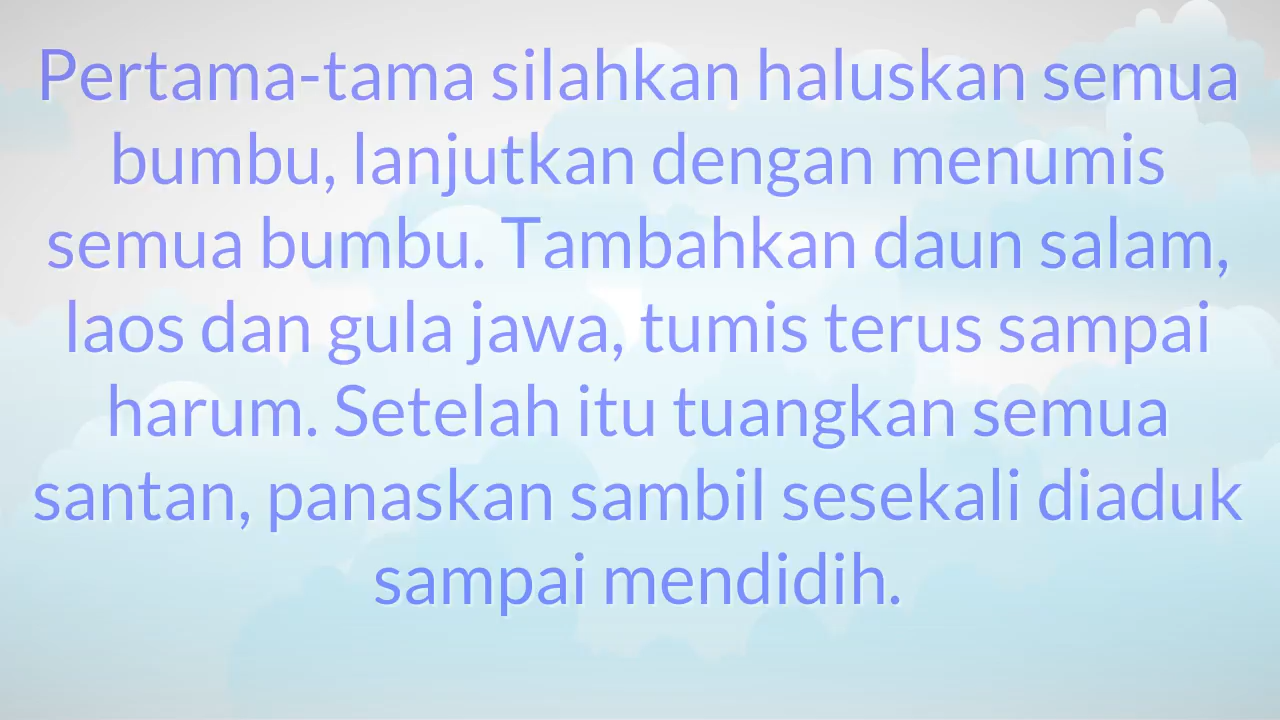 Pertama-tama silahkan haluskan semua
bumbu, lanjutkan dengan menumis
semua bumbu. Tambahkan daun salam,
laos dan gula jawa, tumis terus sampai
harum. Setelah itu tuangkan semua
santan, panaskan sambil sesekali diaduk
sampai mendidih.